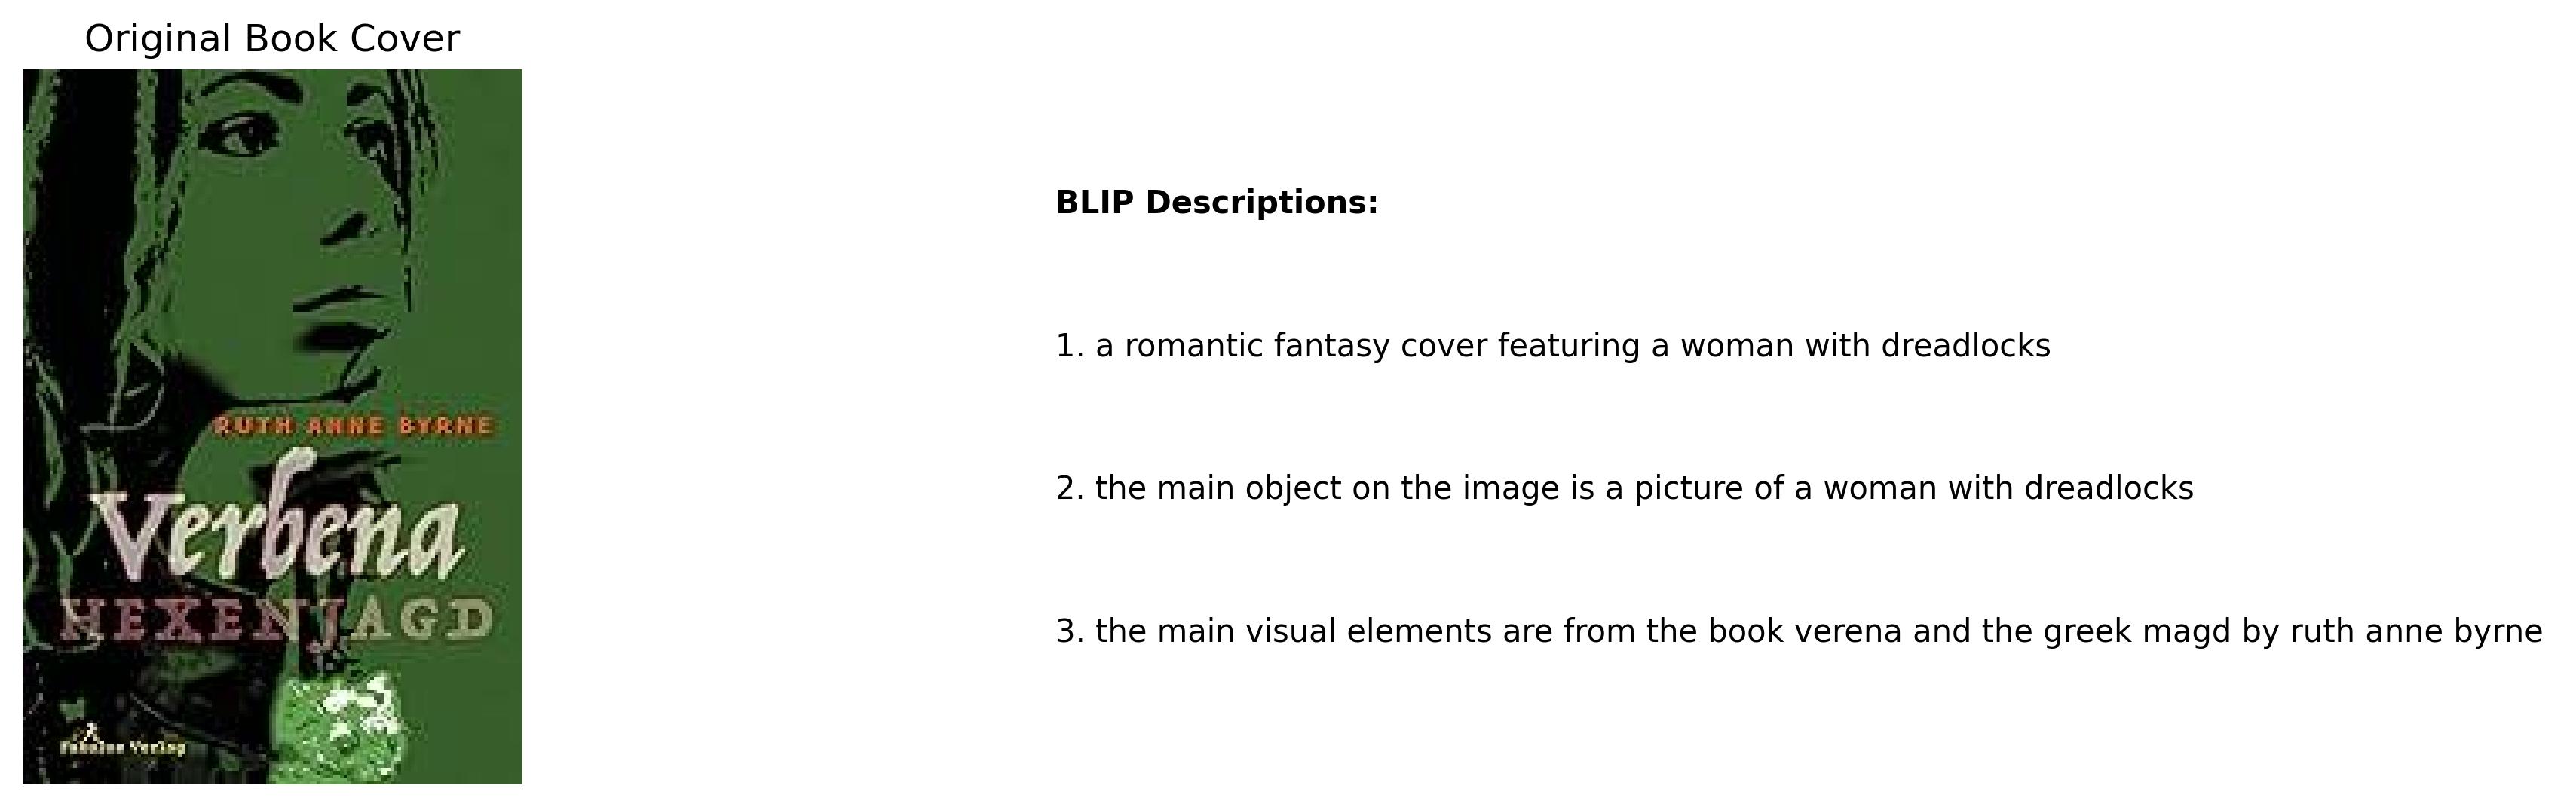 Original Book Cover
RUTH ANNE BYRNE
Verbena
HEXENJAGD
Verlag
BLIP Descriptions:
1. a romantic fantasy cover featuring a woman with dreadlocks
2. the main object on the image is a picture of a woman with dreadlocks
3. the main visual elements are from the book verena and the greek magd by ruth anne byrne